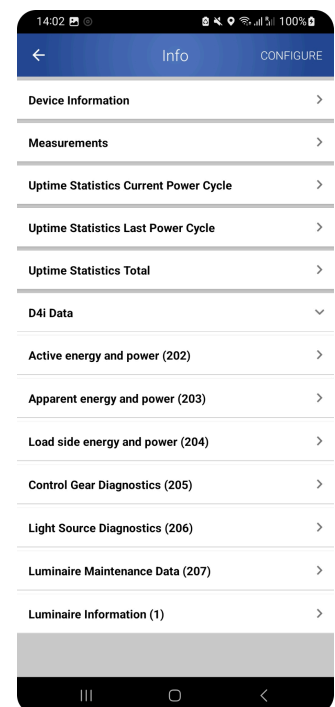 14:02 100%
Info CONFIGURE
Device Information
Measurements
Uptime Statistics Current Power Cycle
Uptime Statistics Last Power Cycle
Uptime Statistics Total
D4i Data
Active energy and power (202)
Apparent energy and power (203)
Load side energy and power (204)
Control Gear Diagnostics (205)
Light Source Diagnostics (206)
Luminaire Maintenance Data (207)
Luminaire Information (1)